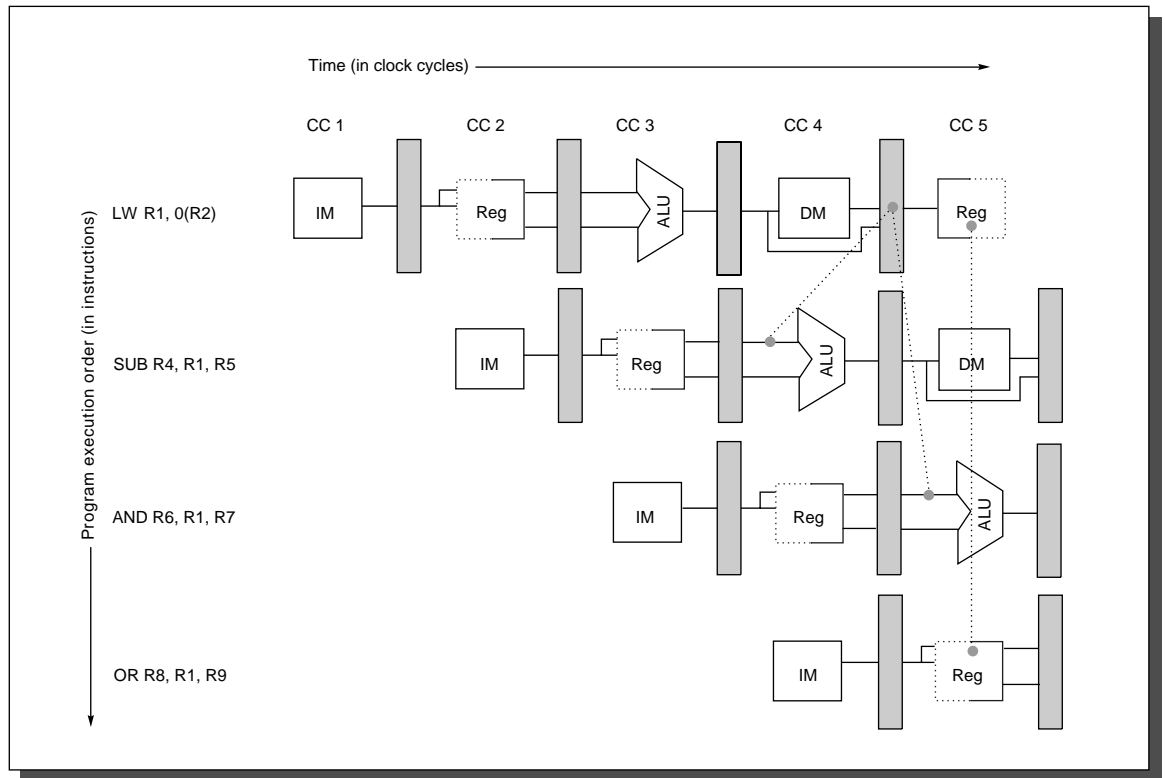 Time (in clock cycles)
CC 1 CC 2 CC 3 CC 4 CC 5
Program execution order (in instructions)
LW R1, 0(R2)
IM Reg ALU DM Reg
SUB R4, R1, R5
IM Reg ALU DM
AND R6, R1, R7
IM Reg ALU
OR R8, R1, R9
IM Reg